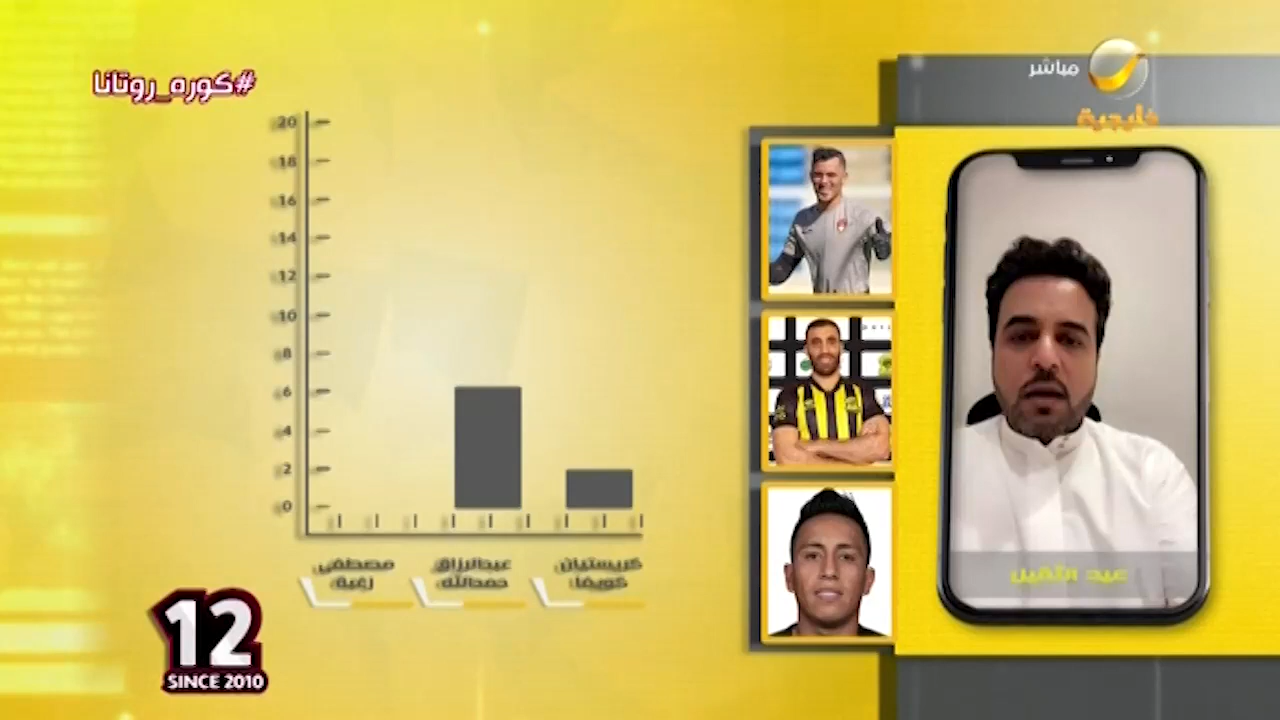 #كوره_روتانا
مباشر
خليجية
20
18
16
14
12
10
8
6
4
2
0
مصطفى
زغبة
عبدالرزاق
حمدالله
كريستيان
كويفا
عيد الثقيل
12
SINCE 2010